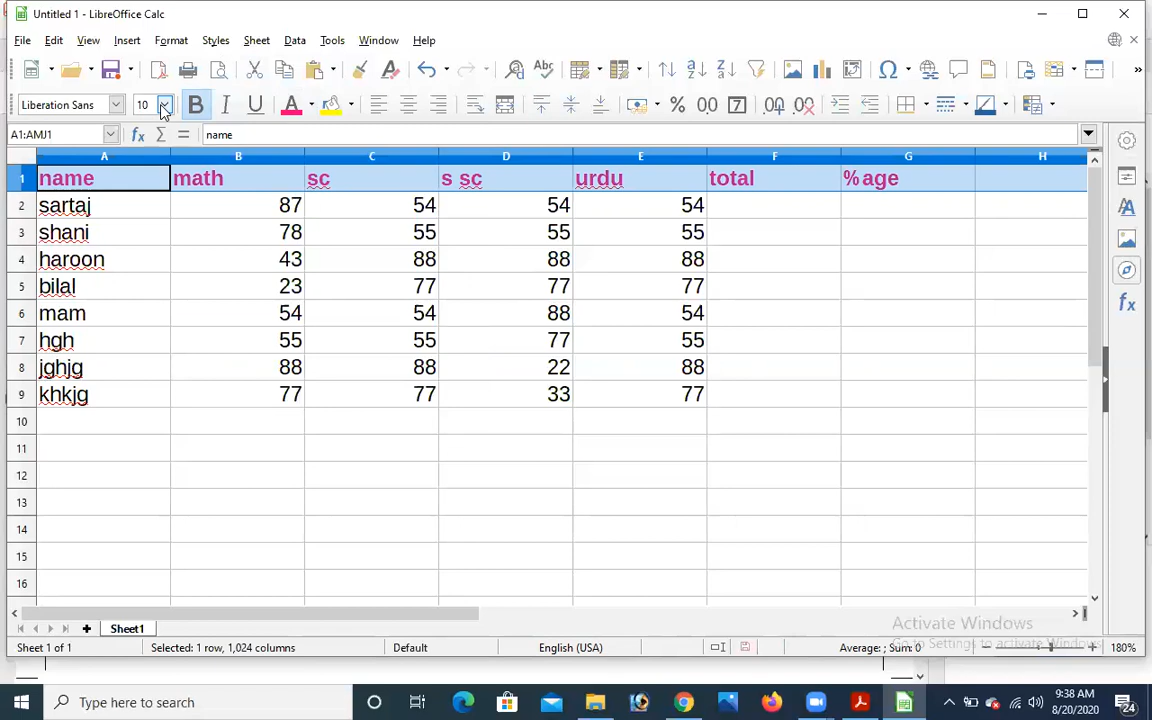 Untitled 1 - LibreOffice Calc
File Edit View Insert Format Styles Sheet Data Tools Window Help
Liberation Sans 10
A1:AMJ1 name
A B C D E F G H
1 name math sc s sc urdu total %age
2 sartaj 87 54 54 54
3 shani 78 55 55 55
4 haroon 43 88 88 88
5 bilal 23 77 77 77
6 mam 54 54 88 54
7 hgh 55 55 77 55
8 jghjg 88 88 22 88
9 khkjg 77 77 33 77
10
11
12
13
14
15
16
Activate Windows
Go to Settings to activate Windows.
Sheet1
Sheet 1 of 1 Selected: 1 row, 1,024 columns Default English (USA) Average: ; Sum: 0 180%
Type here to search
9:38 AM
8/20/2020
24